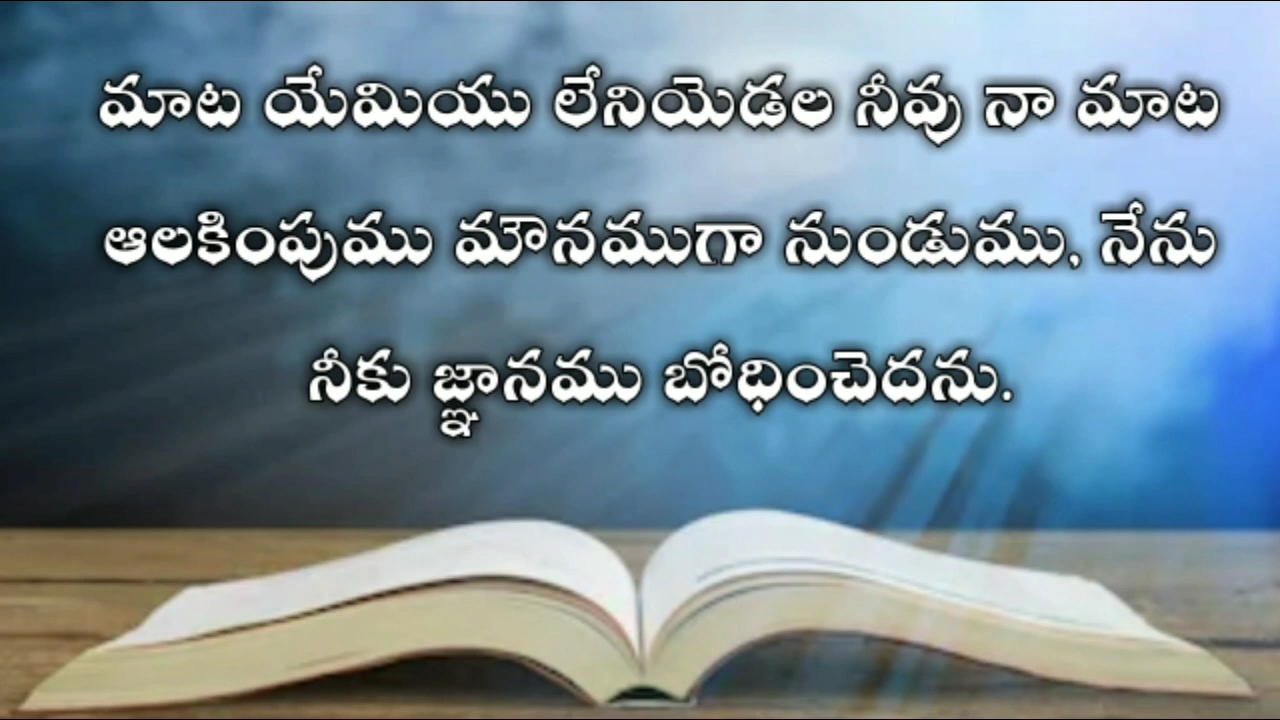 మాట యేమియు లేనియెడల నీవు నా మాట
ఆలకింపుము మౌనముగా నుండుము, నేను
నీకు జ్ఞానము బోధించెదను.